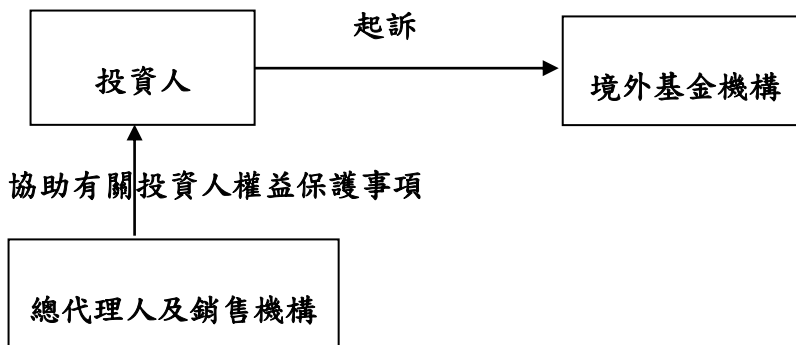 起訴
投資人
境外基金機構
協助有關投資人權益保護事項
總代理人及銷售機構